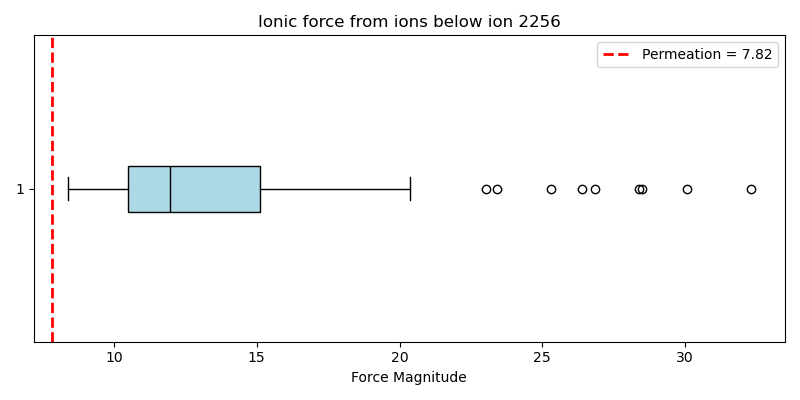 Ionic force from ions below ion 2256
Permeation = 7.82
1
10 15 20 25 30
Force Magnitude